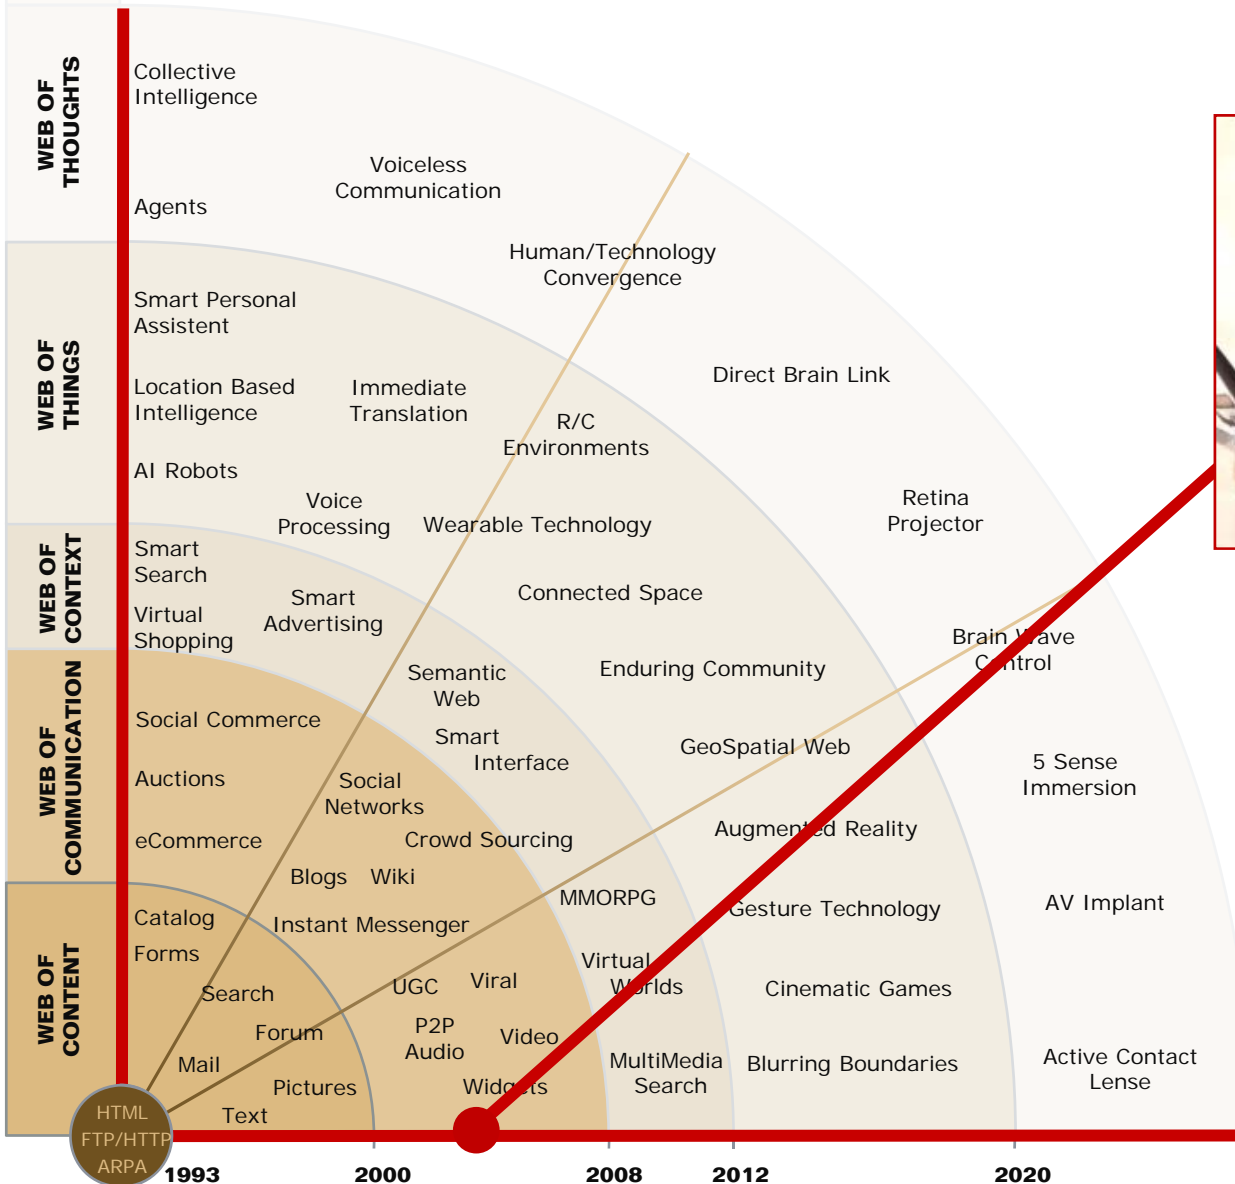 WEB OF
THOUGHTS
Collective
Intelligence
Voiceless
Communication
Agents
Human/Technology
Convergence
WEB OF
THINGS
Smart Personal
Assistent
Direct Brain Link
Location Based
Intelligence
Immediate
Translation
R/C
Environments
AI Robots
Voice
Processing
Wearable Technology
Retina
Projector
WEB OF
CONTEXT
Smart
Search
Smart
Advertising
Connected Space
Virtual
Shopping
Brain Wave
Control
Semantic
Web
Enduring Community
WEB OF
COMMUNICATION
Social Commerce
Smart
Interface
GeoSpatial Web
5 Sense
Immersion
Auctions
Social
Networks
eCommerce
Crowd Sourcing
Augmented Reality
Blogs
Wiki
MMORPG
Gesture Technology
AV Implant
WEB OF
CONTENT
Catalog
Instant Messenger
Forms
Virtual
Worlds
UGC
Viral
Cinematic Games
Search
Forum
P2P
Audio
Video
Mail
MultiMedia
Search
Blurring Boundaries
Active Contact
Lense
Pictures
Widgets
Text
HTML
FTP/HTTP
ARPA
1993
2000
2008
2012
2020